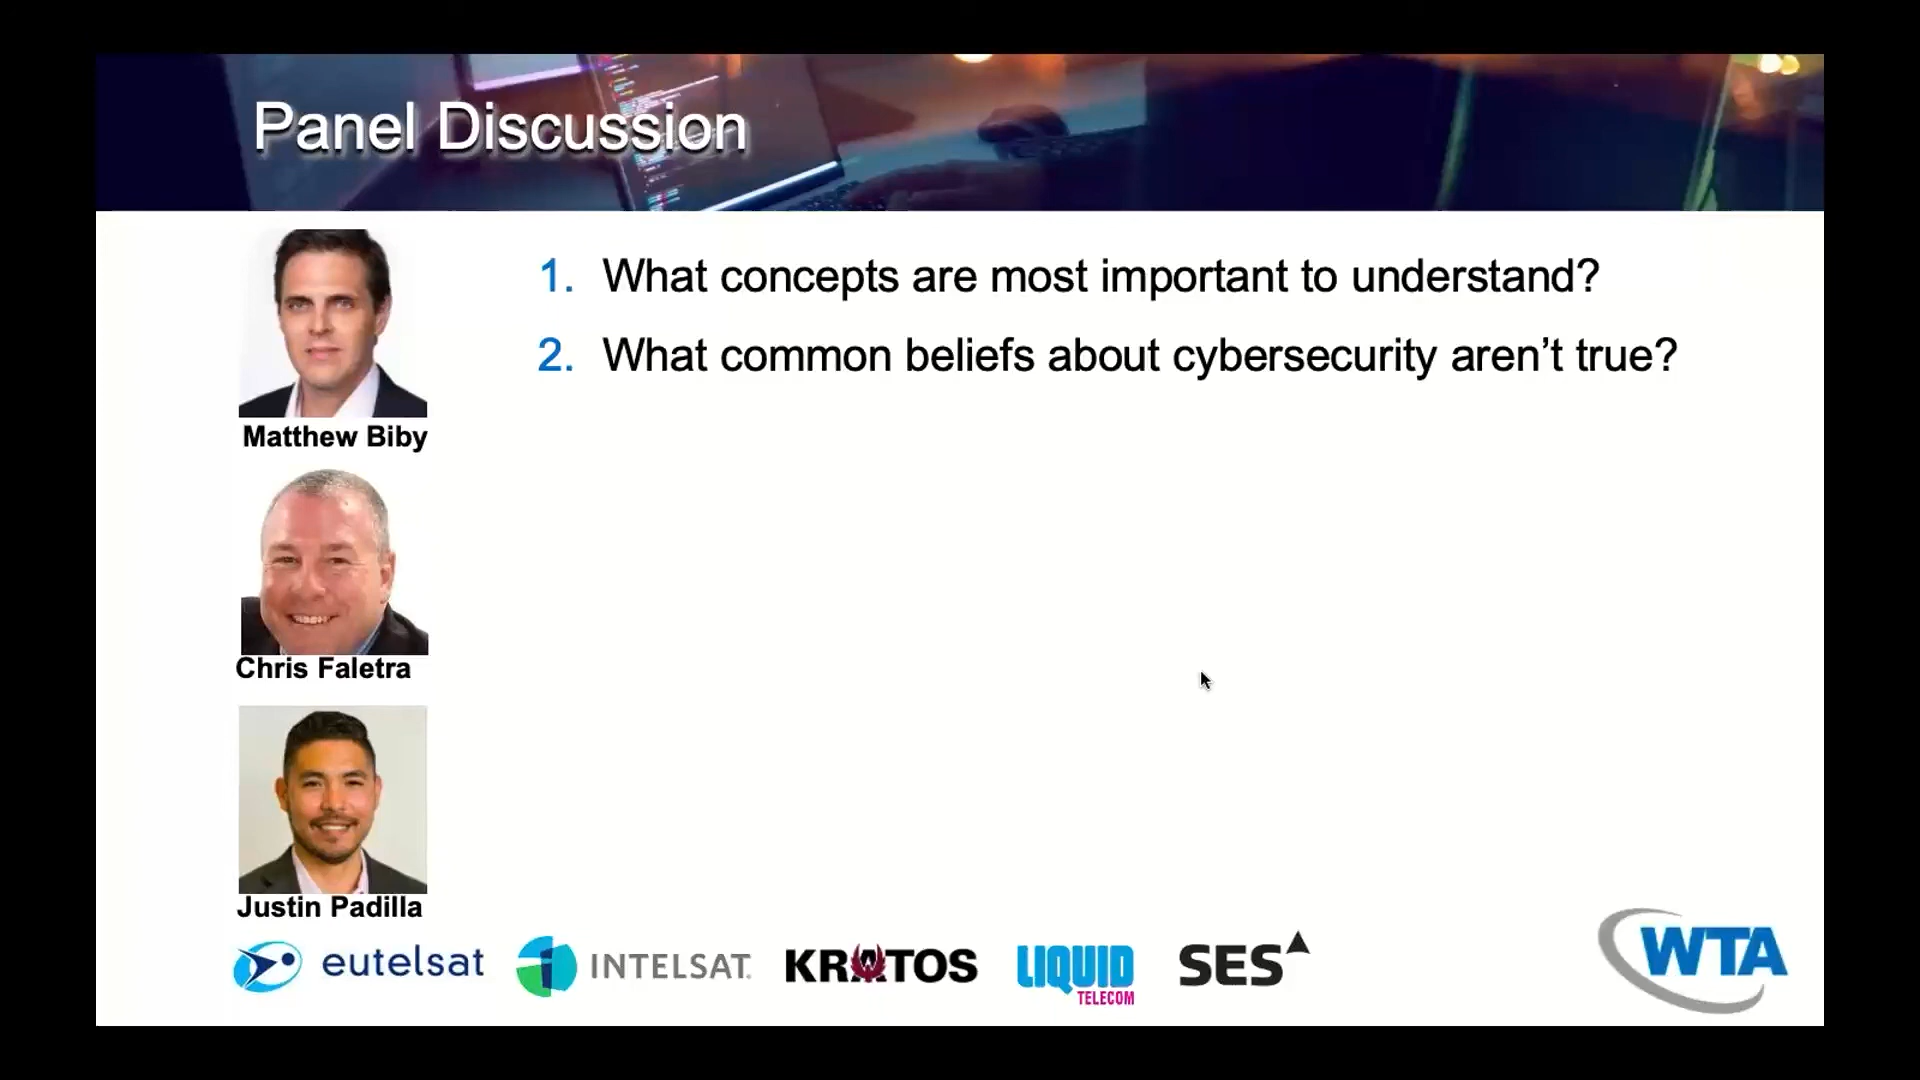 Panel Discussion
1. What concepts are most important to understand?
2. What common beliefs about cybersecurity aren’t true?
Matthew Biby
Chris Faletra
Justin Padilla
eutelsat
INTELSAT.
KRATOS
LIQUID
TELECOM
SES
WTA